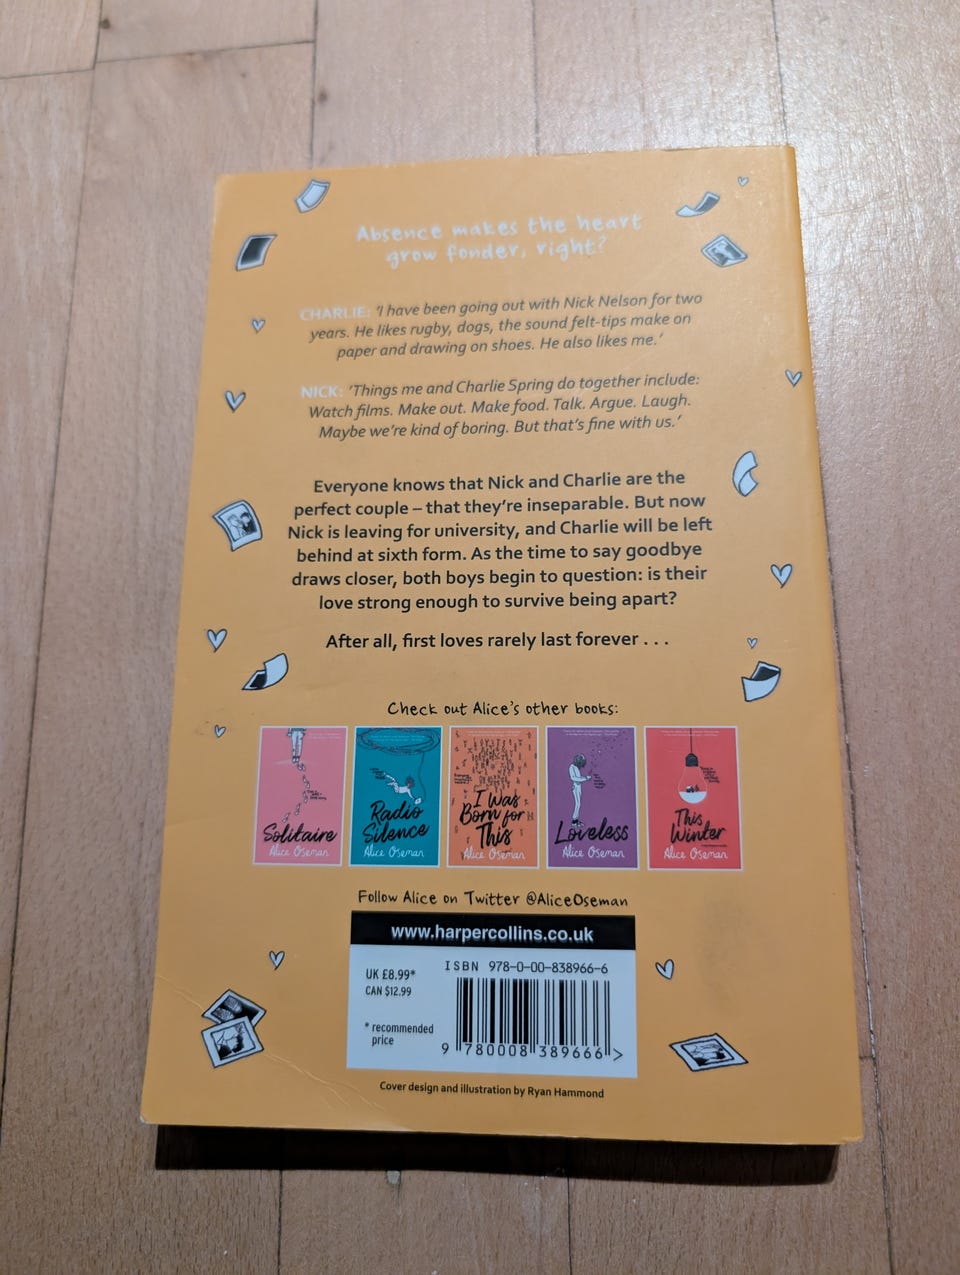 Absence makes the heart
grow fonder, right?
CHARLIE: 'I have been going out with Nick Nelson for two
years. He likes rugby, dogs, the sound felt-tips make on
paper and drawing on shoes. He also likes me.'
NICK: 'Things me and Charlie Spring do together include:
Watch films. Make out. Make food. Talk. Argue. Laugh.
Maybe we're kind of boring. But that's fine with us.'
Everyone knows that Nick and Charlie are the
perfect couple – that they're inseparable. But now
Nick is leaving for university, and Charlie will be left
behind at sixth form. As the time to say goodbye
draws closer, both boys begin to question: is their
love strong enough to survive being apart?
After all, first loves rarely last forever . . .
Check out Alice's other books:
Solitaire
Alice Oseman
Radio
Silence
Alice Oseman
I Was
Born for
This
Alice Oseman
Loveless
Alice Oseman
This
Winter
Alice Oseman
Follow Alice on Twitter @AliceOseman
www.harpercollins.co.uk
ISBN 978-0-00-838966-6
UK £8.99*
CAN $12.99
* recommended
price
9 780008 389666 >
Cover design and illustration by Ryan Hammond